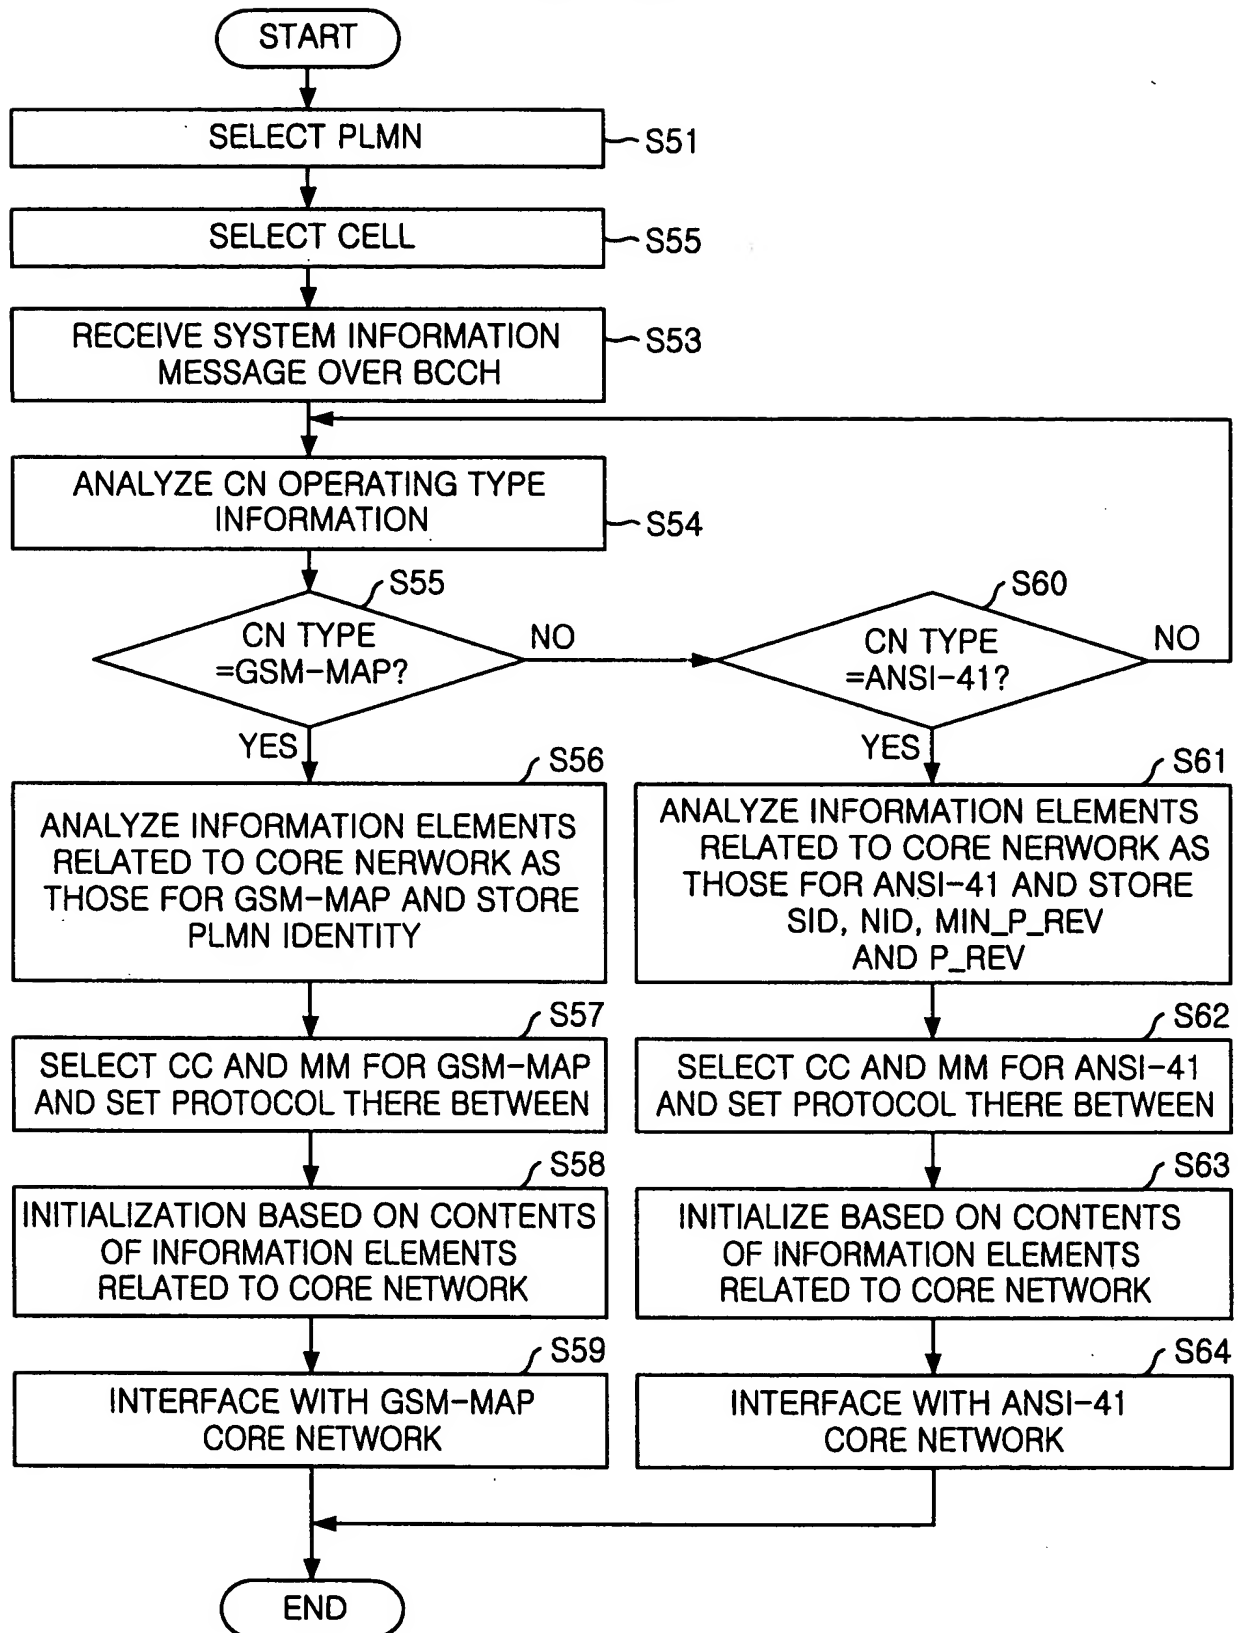 START
SELECT PLMN
S51
SELECT CELL
S55
RECEIVE SYSTEM INFORMATION
MESSAGE OVER BCCH
S53
ANALYZE CN OPERATING TYPE
INFORMATION
S54
S55
CN TYPE
=GSM-MAP?
NO
YES
S60
CN TYPE
=ANSI-41?
NO
YES
S56
ANALYZE INFORMATION ELEMENTS
RELATED TO CORE NERWORK AS
THOSE FOR GSM-MAP AND STORE
PLMN IDENTITY
S61
ANALYZE INFORMATION ELEMENTS
RELATED TO CORE NERWORK AS
THOSE FOR ANSI-41 AND STORE
SID, NID, MIN_P_REV
AND P_REV
S57
SELECT CC AND MM FOR GSM-MAP
AND SET PROTOCOL THERE BETWEEN
S62
SELECT CC AND MM FOR ANSI-41
AND SET PROTOCOL THERE BETWEEN
S58
INITIALIZATION BASED ON CONTENTS
OF INFORMATION ELEMENTS
RELATED TO CORE NETWORK
S63
INITIALIZE BASED ON CONTENTS
OF INFORMATION ELEMENTS
RELATED TO CORE NETWORK
S59
INTERFACE WITH GSM-MAP
CORE NETWORK
S64
INTERFACE WITH ANSI-41
CORE NETWORK
END